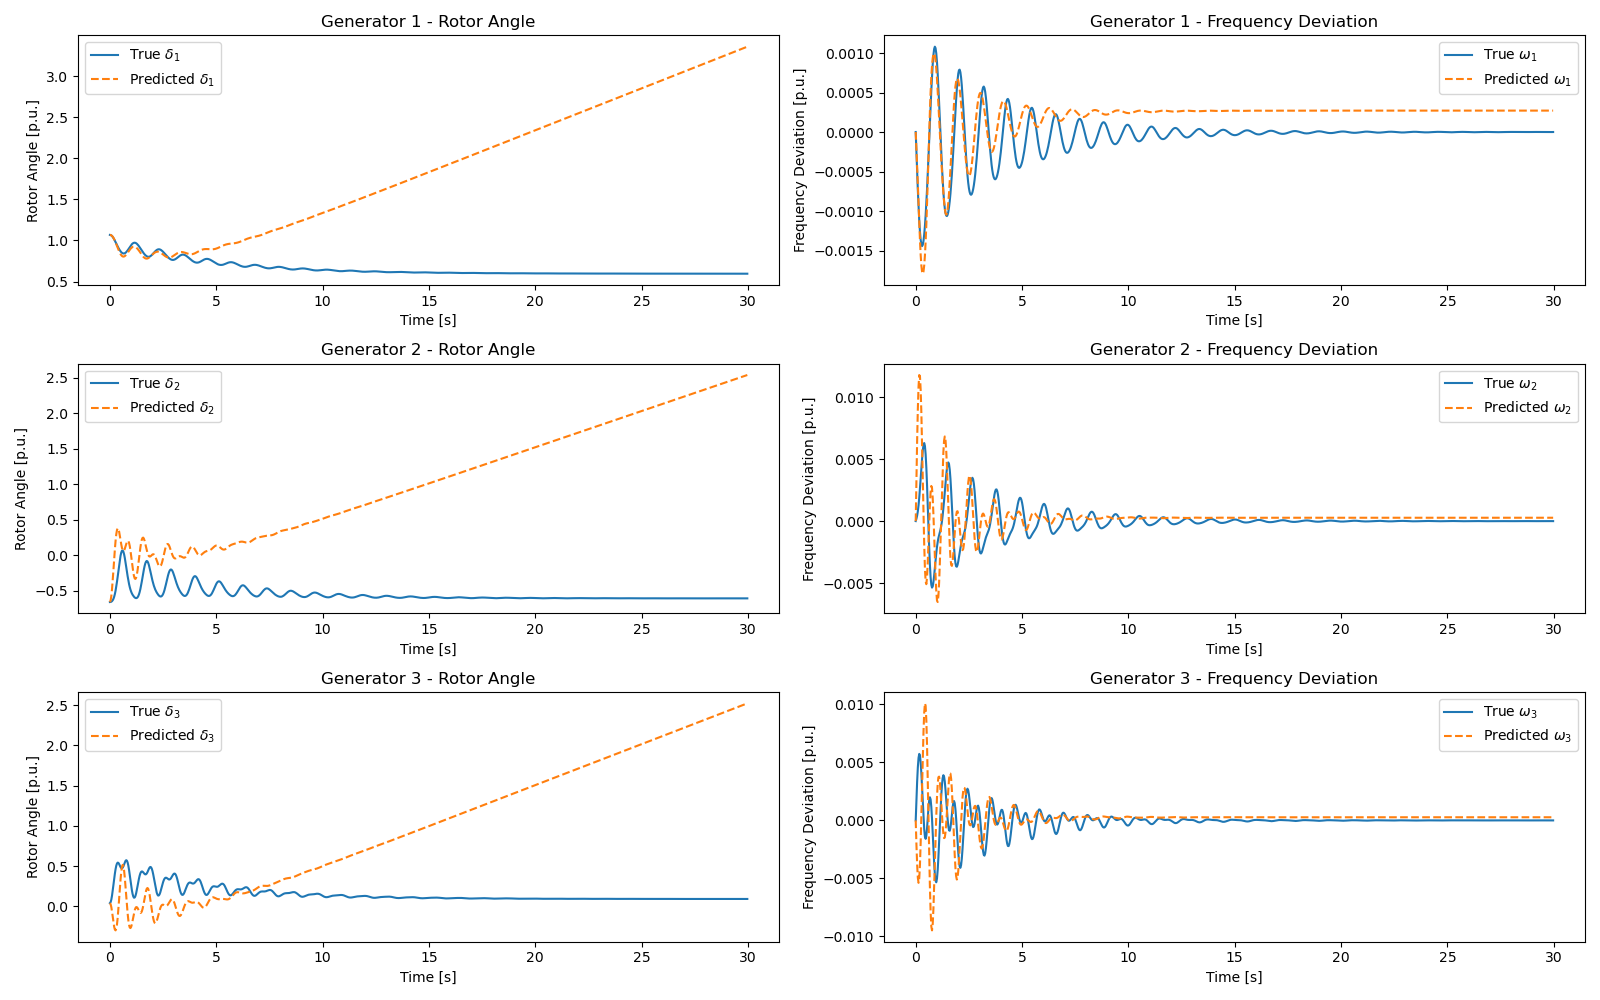 Generator 1 - Rotor Angle
True δ₁
Predicted δ₁
Rotor Angle [p.u.]
3.0
2.5
2.0
1.5
1.0
0.5
0 5 10 15 20 25 30
Time [s]
Generator 1 - Frequency Deviation
True ω₁
Predicted ω₁
Frequency Deviation [p.u.]
0.0010
0.0005
0.0000
−0.0005
−0.0010
−0.0015
0 5 10 15 20 25 30
Time [s]
Generator 2 - Rotor Angle
True δ₂
Predicted δ₂
Rotor Angle [p.u.]
2.5
2.0
1.5
1.0
0.5
0.0
−0.5
0 5 10 15 20 25 30
Time [s]
Generator 2 - Frequency Deviation
True ω₂
Predicted ω₂
Frequency Deviation [p.u.]
0.010
0.005
0.000
−0.005
0 5 10 15 20 25 30
Time [s]
Generator 3 - Rotor Angle
True δ₃
Predicted δ₃
Rotor Angle [p.u.]
2.5
2.0
1.5
1.0
0.5
0.0
0 5 10 15 20 25 30
Time [s]
Generator 3 - Frequency Deviation
True ω₃
Predicted ω₃
Frequency Deviation [p.u.]
0.010
0.005
0.000
−0.005
−0.010
0 5 10 15 20 25 30
Time [s]